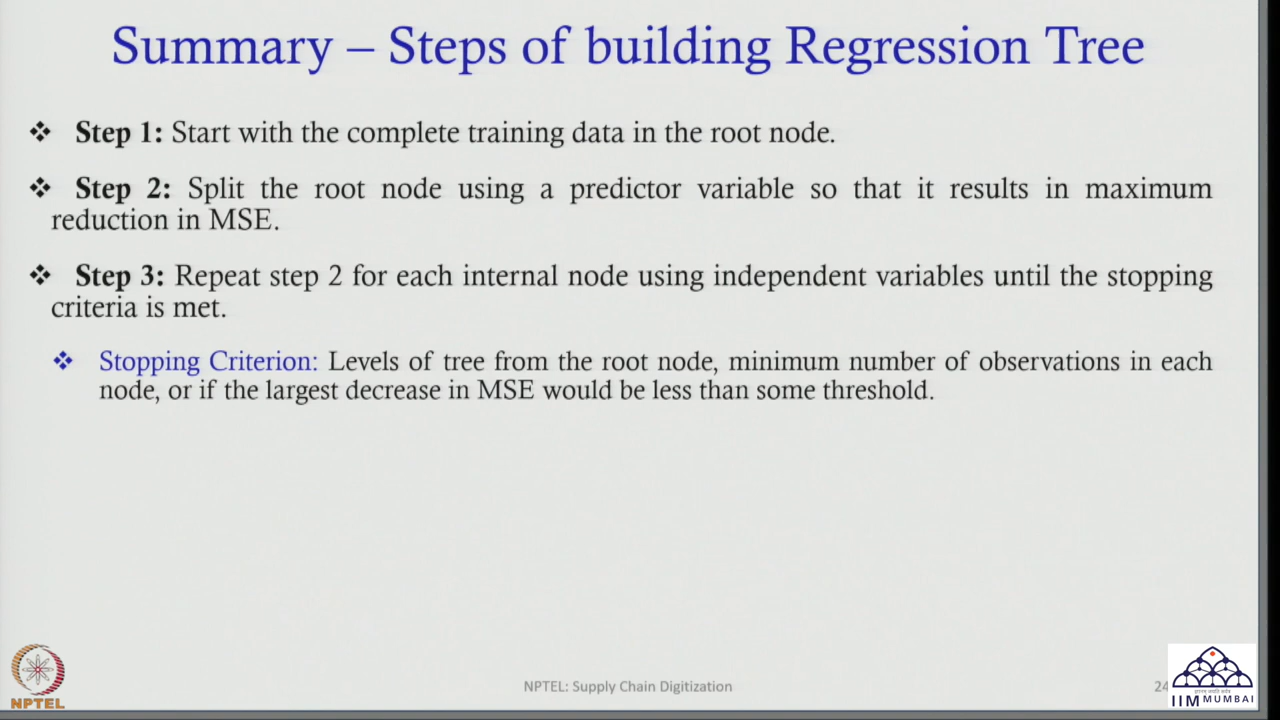 Summary – Steps of building Regression Tree
❖ Step 1: Start with the complete training data in the root node.
❖ Step 2: Split the root node using a predictor variable so that it results in maximum
reduction in MSE.
❖ Step 3: Repeat step 2 for each internal node using independent variables until the stopping
criteria is met.
❖ Stopping Criterion: Levels of tree from the root node, minimum number of observations in each
node, or if the largest decrease in MSE would be less than some threshold.
NPTEL
NPTEL: Supply Chain Digitization
24
IIM MUMBAI